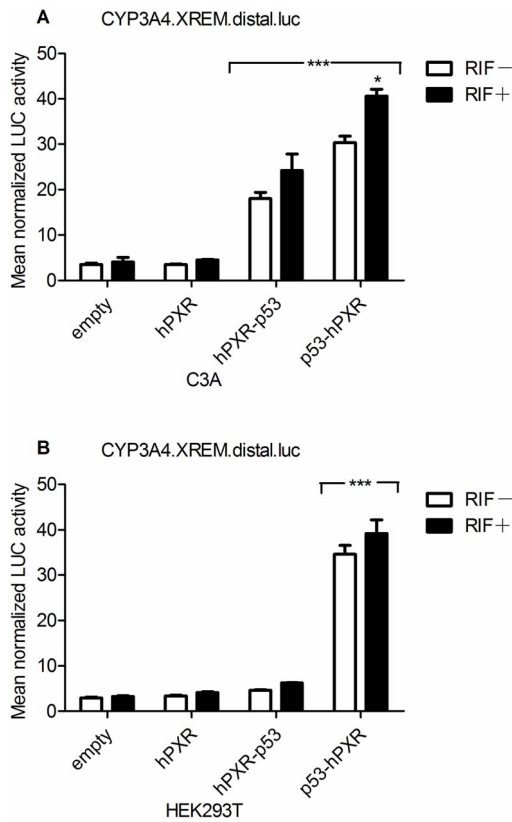 A
CYP3A4.XREM.distal.luc
Mean normalized LUC activity
50
40
30
20
10
0
***
*
RIF−
RIF+
empty
hPXR
hPXR-p53
p53-hPXR
C3A
B
CYP3A4.XREM.distal.luc
Mean normalized LUC activity
50
40
30
20
10
0
***
RIF−
RIF+
empty
hPXR
hPXR-p53
p53-hPXR
HEK293T